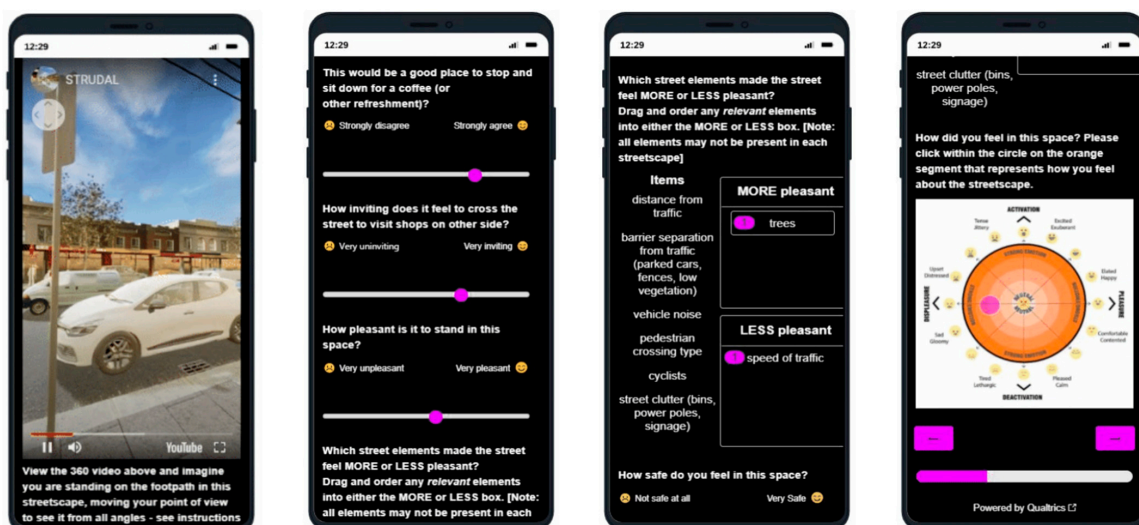 12:29
STRUDAL
YouTube
View the 360 video above and imagine
you are standing on the footpath in this
streetscape, moving your point of view
to see it from all angles - see instructions
12:29
This would be a good place to stop and
sit down for a coffee (or
other refreshment)?
Strongly disagree Strongly agree
How inviting does it feel to cross the
street to visit shops on other side?
Very uninviting Very inviting
How pleasant is it to stand in this
space?
Very unpleasant Very pleasant
Which street elements made the street
feel MORE or LESS pleasant?
Drag and order any relevant elements
into either the MORE or LESS box. [Note:
all elements may not be present in each
12:29
Which street elements made the street
feel MORE or LESS pleasant?
Drag and order any relevant elements
into either the MORE or LESS box. [Note:
all elements may not be present in each
streetscape]
Items
distance from
traffic
barrier separation
from traffic
(parked cars,
fences, low
vegetation)
vehicle noise
pedestrian
crossing type
cyclists
street clutter (bins,
power poles,
signage)
MORE pleasant
1 trees
LESS pleasant
1 speed of traffic
How safe do you feel in this space?
Not safe at all Very Safe
12:29
street clutter (bins,
power poles,
signage)
How did you feel in this space? Please
click within the circle on the orange
segment that represents how you feel
about the streetscape.
ACTIVATION
Tense
Jittery
Excited
Exuberant
Upset
Distressed
Elated
Happy
STRONG EMOTION
DISPLEASURE
NEUTRAL
PLEASURE
Sad
Gloomy
Comfortable
Contented
STRONG EMOTION
Tired
Lethargic
Pleased
Calm
DEACTIVATION
Powered by Qualtrics